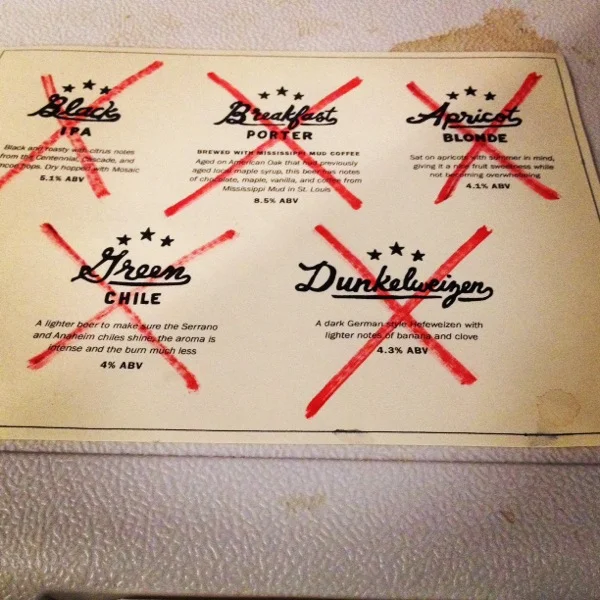 Black
IPA
Black and roasty with citrus notes
from the Centennial, Cascade, and
hops. Dry hopped with Mosaic
5.1% ABV
Breakfast
PORTER
BREWED WITH MISSISSIPPI MUD COFFEE
Aged on American Oak that had previously
aged local maple syrup, this beer has notes
of chocolate, maple, vanilla, and coffee from
Mississippi Mud in St. Louis
8.5% ABV
Apricot
BLONDE
Sat on apricots with summer in mind,
giving it a nice fruit sweetness while
not becoming overwhelming
4.1% ABV
Green
CHILE
A lighter beer to make sure the Serrano
and Anaheim chiles shine, the aroma is
intense and the burn much less
4% ABV
Dunkelweizen
A dark German style Hefeweizen with
lighter notes of banana and clove
4.3% ABV